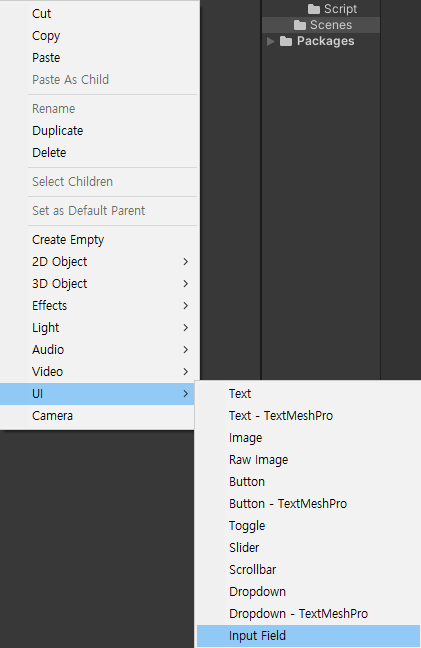 Cut
Copy
Paste
Paste As Child
Rename
Duplicate
Delete
Select Children
Set as Default Parent
Create Empty
2D Object
3D Object
Effects
Light
Audio
Video
UI
Camera
Script
Scenes
Packages
Text
Text - TextMeshPro
Image
Raw Image
Button
Button - TextMeshPro
Toggle
Slider
Scrollbar
Dropdown
Dropdown - TextMeshPro
Input Field